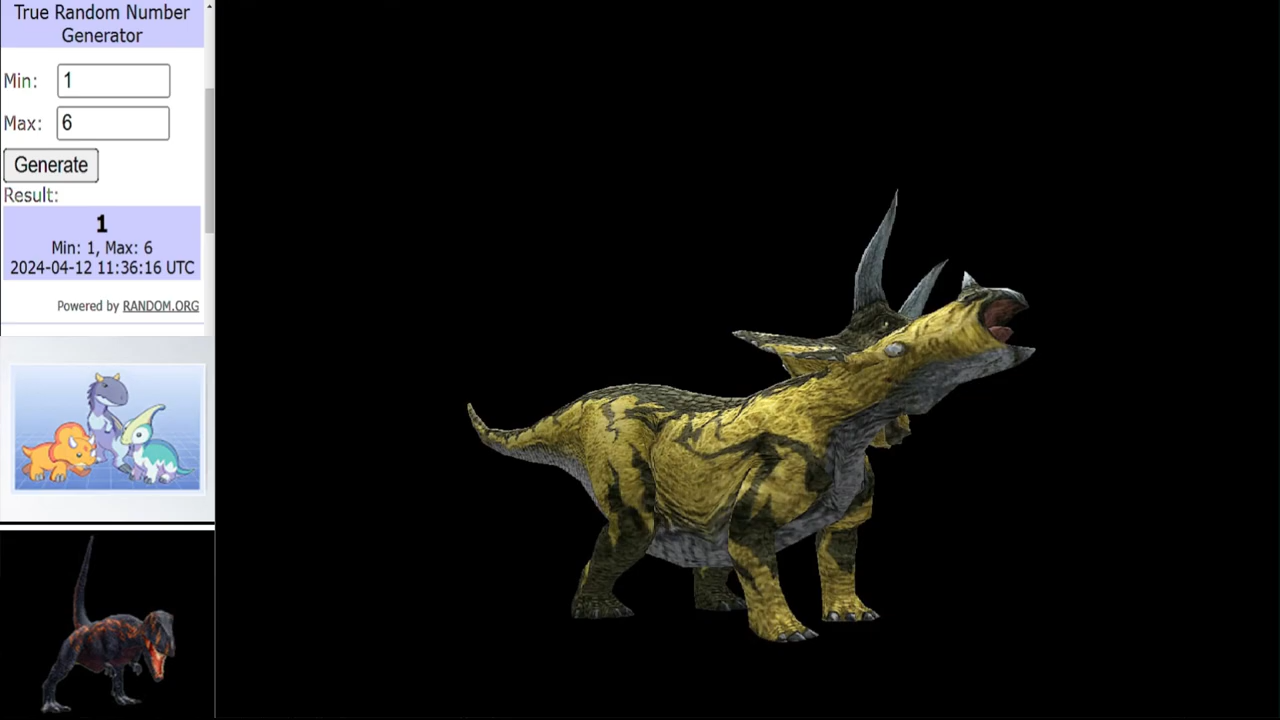 True Random Number
Generator
Min: 1
Max: 6
Generate
Result:
1
Min: 1, Max: 6
2024-04-12 11:36:16 UTC
Powered by RANDOM.ORG